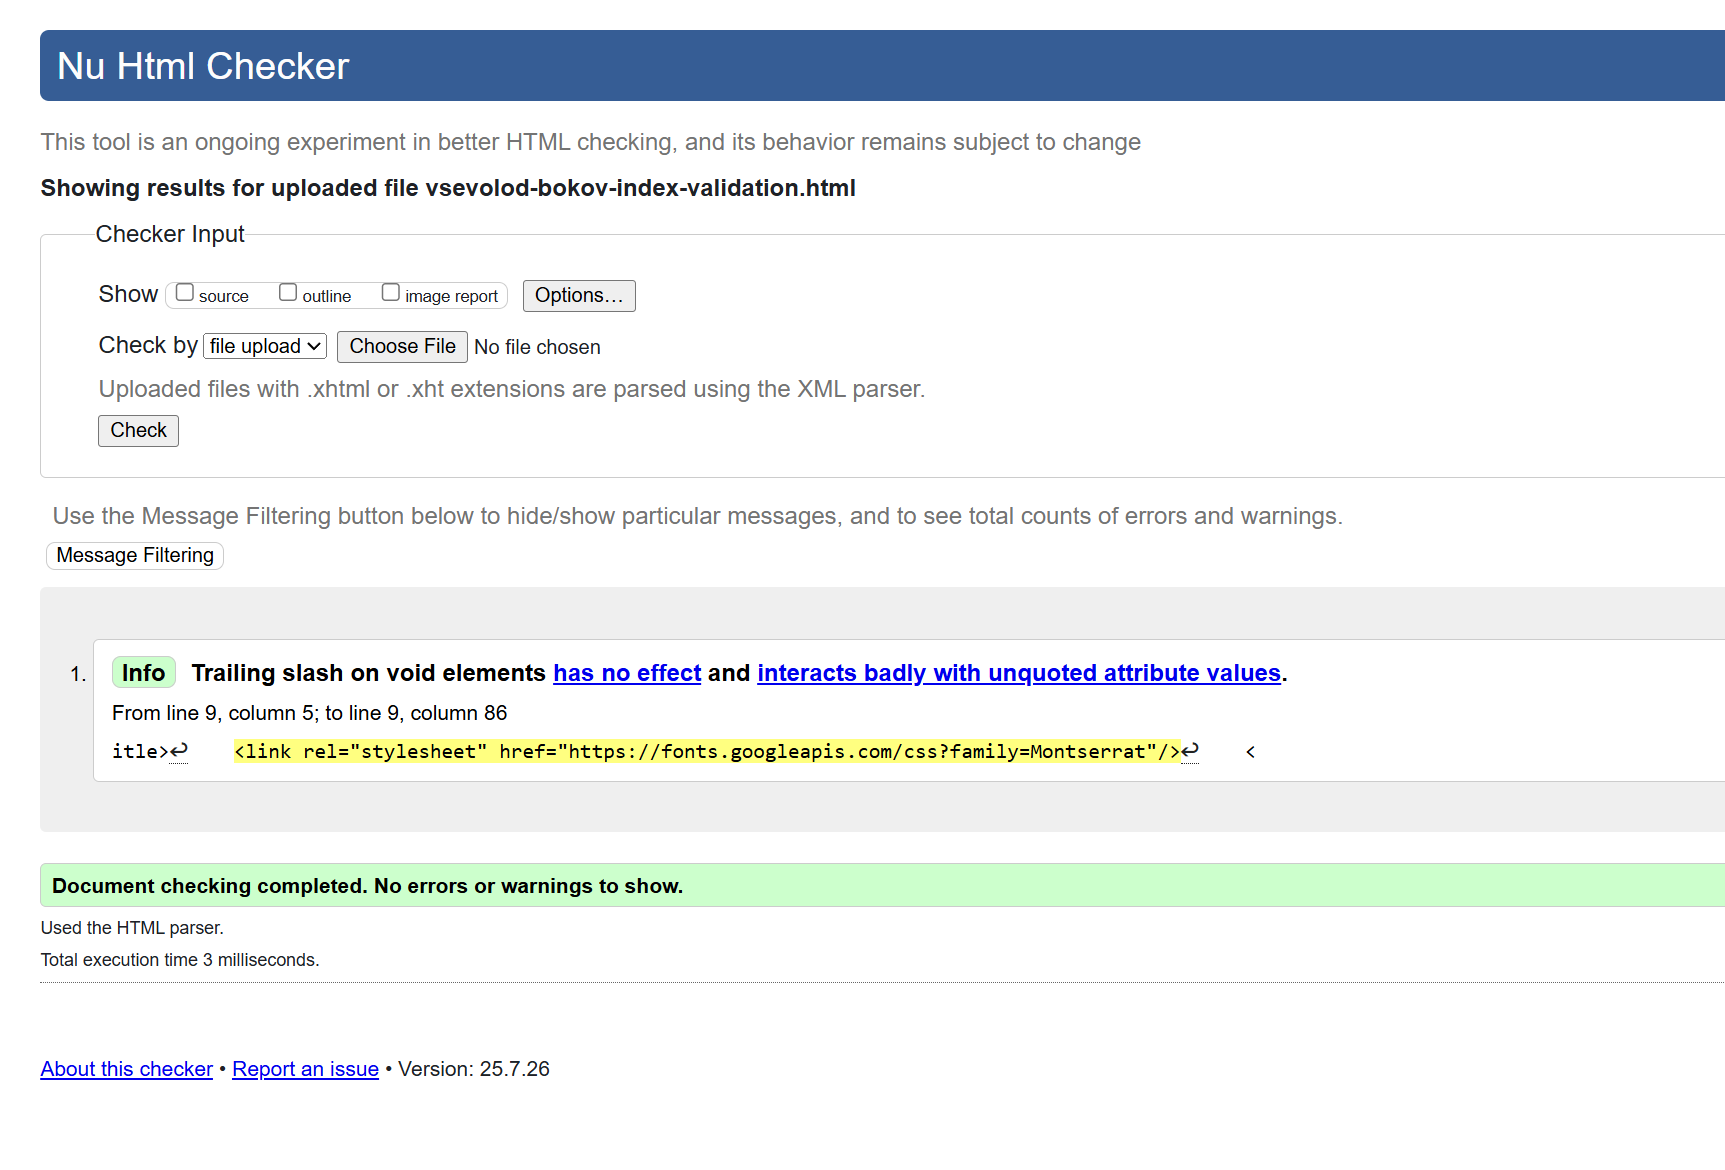 Nu Html Checker
This tool is an ongoing experiment in better HTML checking, and its behavior remains subject to change
Showing results for uploaded file vsevolod-bokov-index-validation.html
Checker Input
Show source outline image report Options...
Check by file upload Choose File No file chosen
Uploaded files with .xhtml or .xht extensions are parsed using the XML parser.
Check
Use the Message Filtering button below to hide/show particular messages, and to see total counts of errors and warnings.
Message Filtering
1. Info Trailing slash on void elements has no effect and interacts badly with unquoted attribute values.
From line 9, column 5; to line 9, column 86
itle>↩ <link rel="stylesheet" href="https://fonts.googleapis.com/css?family=Montserrat"/>↩ <
Document checking completed. No errors or warnings to show.
Used the HTML parser.
Total execution time 3 milliseconds.
About this checker • Report an issue • Version: 25.7.26